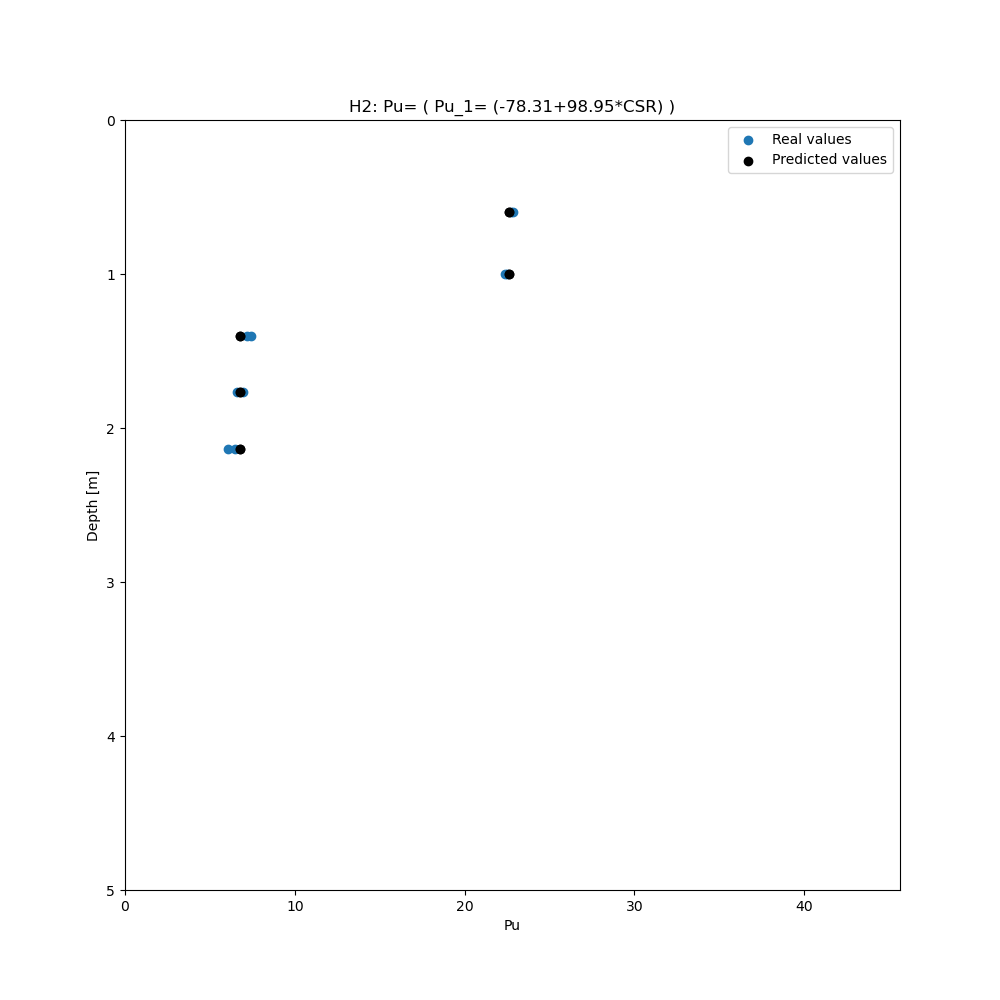 H2: Pu= ( Pu_1= (-78.31+98.95*CSR) )
Real values
Predicted values
0
1
2
3
4
5
Depth [m]
0
10
20
30
40
Pu